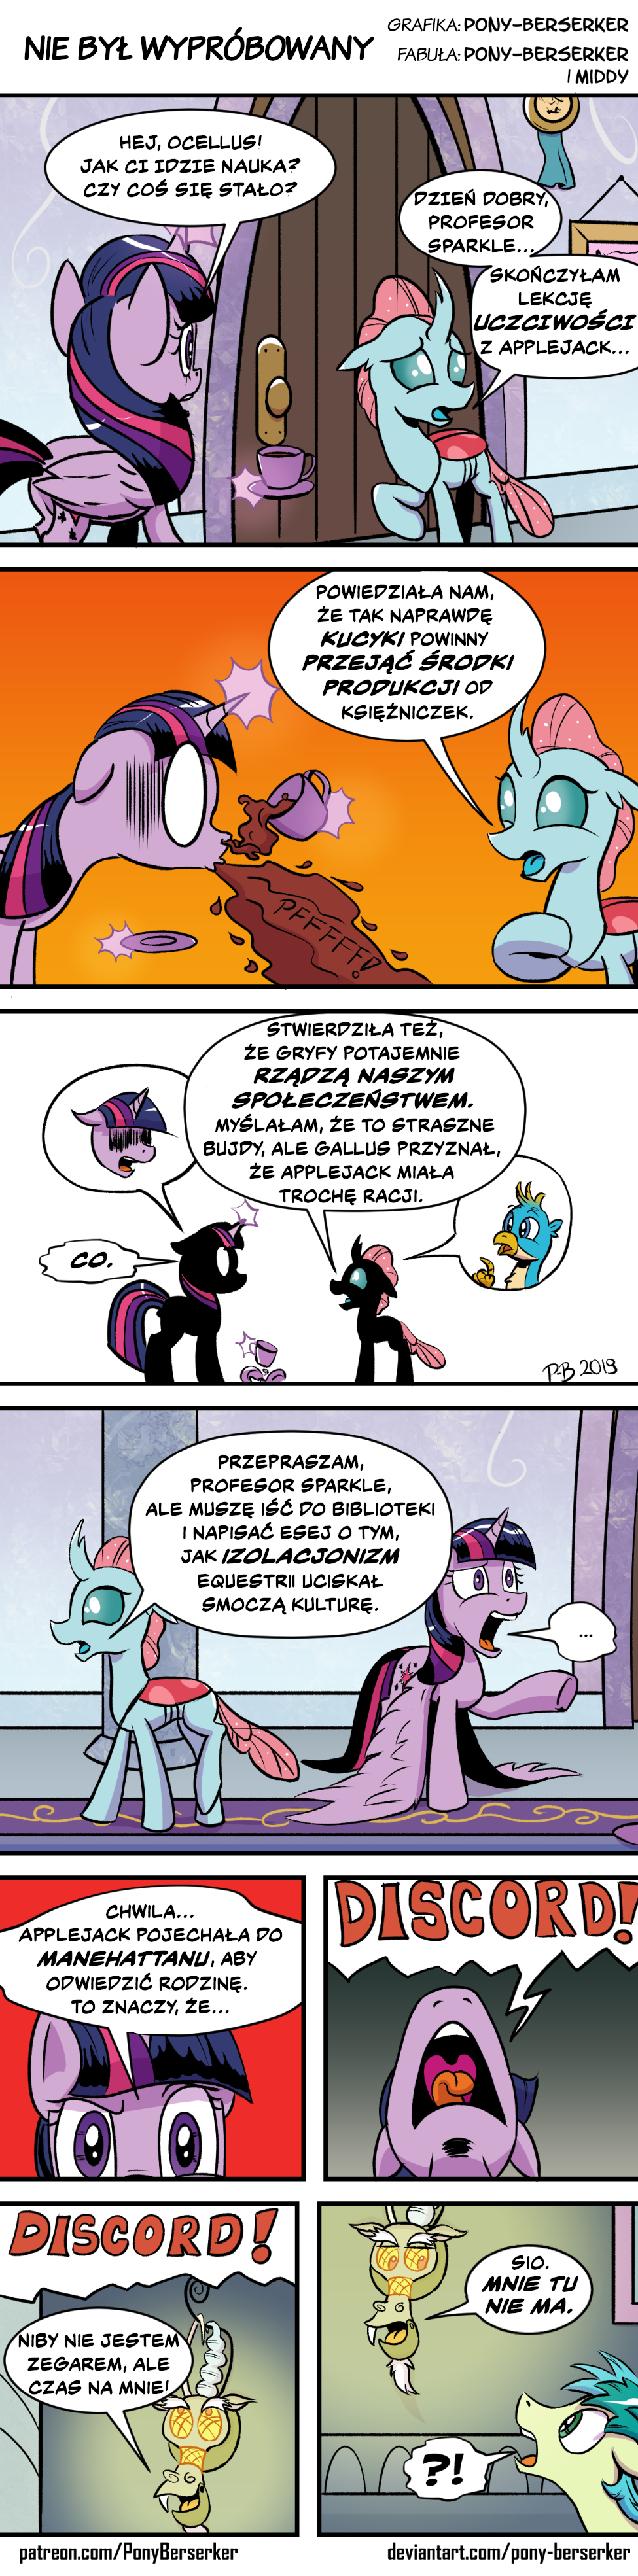 NIE BYŁ WYPRÓBOWANY
GRAFIKA: PONY-BERSERKER
FABUŁA: PONY-BERSERKER
I MIDDY
HEJ, OCELLUS!
JAK CI IDZIE NAUKA?
CZY COŚ SIĘ STAŁO?
DZIEŃ DOBRY,
PROFESOR
SPARKLE...
SKOŃCZYŁAM
LEKCJĘ
UCZCIWOŚCI
Z APPLEJACK...
POWIEDZIAŁA NAM,
ŻE TAK NAPRAWDĘ
KUCYKI POWINNY
PRZEJĄĆ ŚRODKI
PRODUKCJI OD
KSIĘŻNICZEK.
PFFFFF!
STWIERDZIŁA TEŻ,
ŻE GRYFY POTAJEMNIE
RZĄDZĄ NASZYM
SPOŁECZEŃSTWEM.
MYŚLAŁAM, ŻE TO STRASZNE
BUJDY, ALE GALLUS PRZYZNAŁ,
ŻE APPLEJACK MIAŁA
TROCHĘ RACJI.
CO.
P-B 2019
PRZEPRASZAM,
PROFESOR SPARKLE,
ALE MUSZĘ IŚĆ DO BIBLIOTEKI
I NAPISAĆ ESEJ O TYM,
JAK IZOLACJONIZM
EQUESTRII UCISKAŁ
SMOCZĄ KULTURĘ.
...
CHWILA...
APPLEJACK POJECHAŁA DO
MANEHATTANU, ABY
ODWIEDZIĆ RODZINĘ.
TO ZNACZY, ŻE...
DISCORD!
DISCORD!
NIBY NIE JESTEM
ZEGAREM, ALE
CZAS NA MNIE!
SIO.
MNIE TU
NIE MA.
?!
patreon.com/PonyBerserker
deviantart.com/pony-berserker